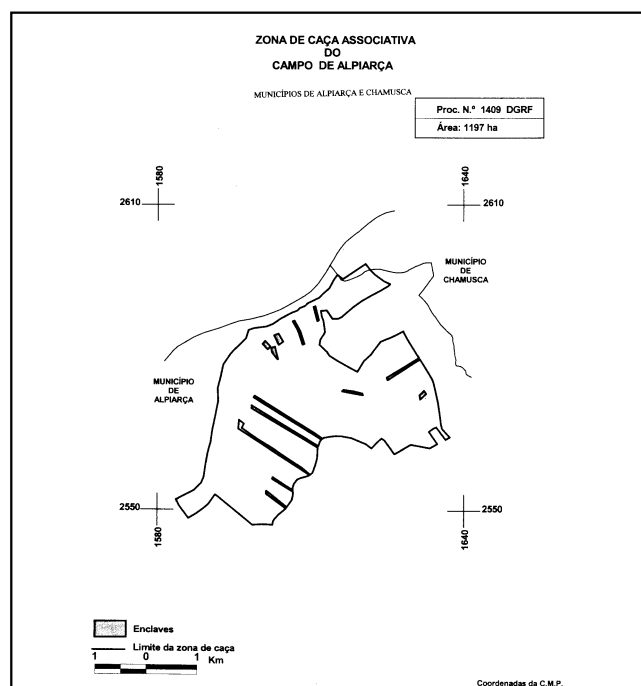 ZONA DE CAÇA ASSOCIATIVA
DO
CAMPO DE ALPIARÇA
MUNICÍPIOS DE ALPIARÇA E CHAMUSCA
Proc. N.º 1409 DGRF
Área: 1197 ha
1580
1640
2610
2610
MUNICÍPIO
DE
CHAMUSCA
MUNICÍPIO
DE
ALPIARÇA
2550
2550
1580
1640
Enclaves
Limite da zona de caça
1 0 1 Km
Coordenadas da C.M.P.